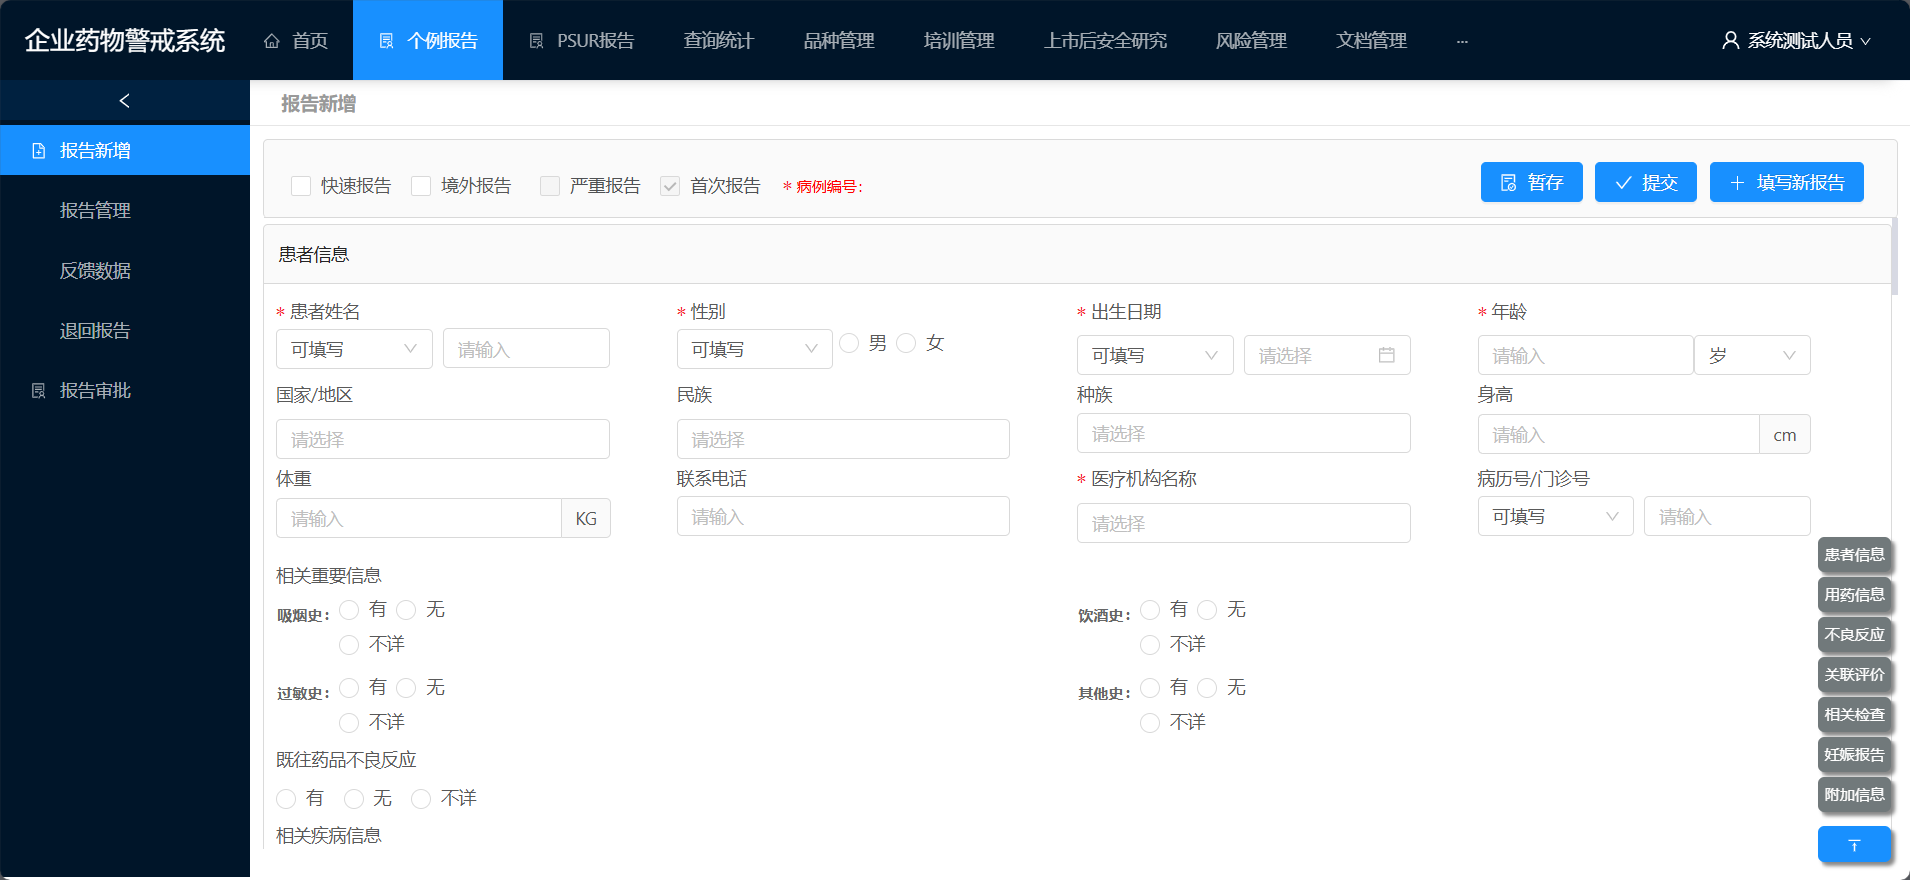 企业药物警戒系统 首页 个例报告 PSUR报告 查询统计 品种管理 培训管理 上市后安全研究 风险管理 文档管理 ... 系统测试人员
报告新增
报告新增
报告管理
反馈数据
退回报告
报告审批
快速报告 境外报告 严重报告 首次报告 * 病例编号: 暂存 提交 填写新报告
患者信息
* 患者姓名 * 性别 * 出生日期 * 年龄
可填写 请输入 可填写 男 女 可填写 请选择 请输入 岁
国家/地区 民族 种族 身高
请选择 请选择 请选择 请输入 cm
体重 联系电话 * 医疗机构名称 病历号/门诊号
请输入 KG 请输入 请选择 可填写 请输入
相关重要信息
吸烟史: 有 无 不详 饮酒史: 有 无 不详
过敏史: 有 无 不详 其他史: 有 无 不详
既往药品不良反应
有 无 不详
相关疾病信息
患者信息
用药信息
不良反应
关联评价
相关检查
妊娠报告
附加信息